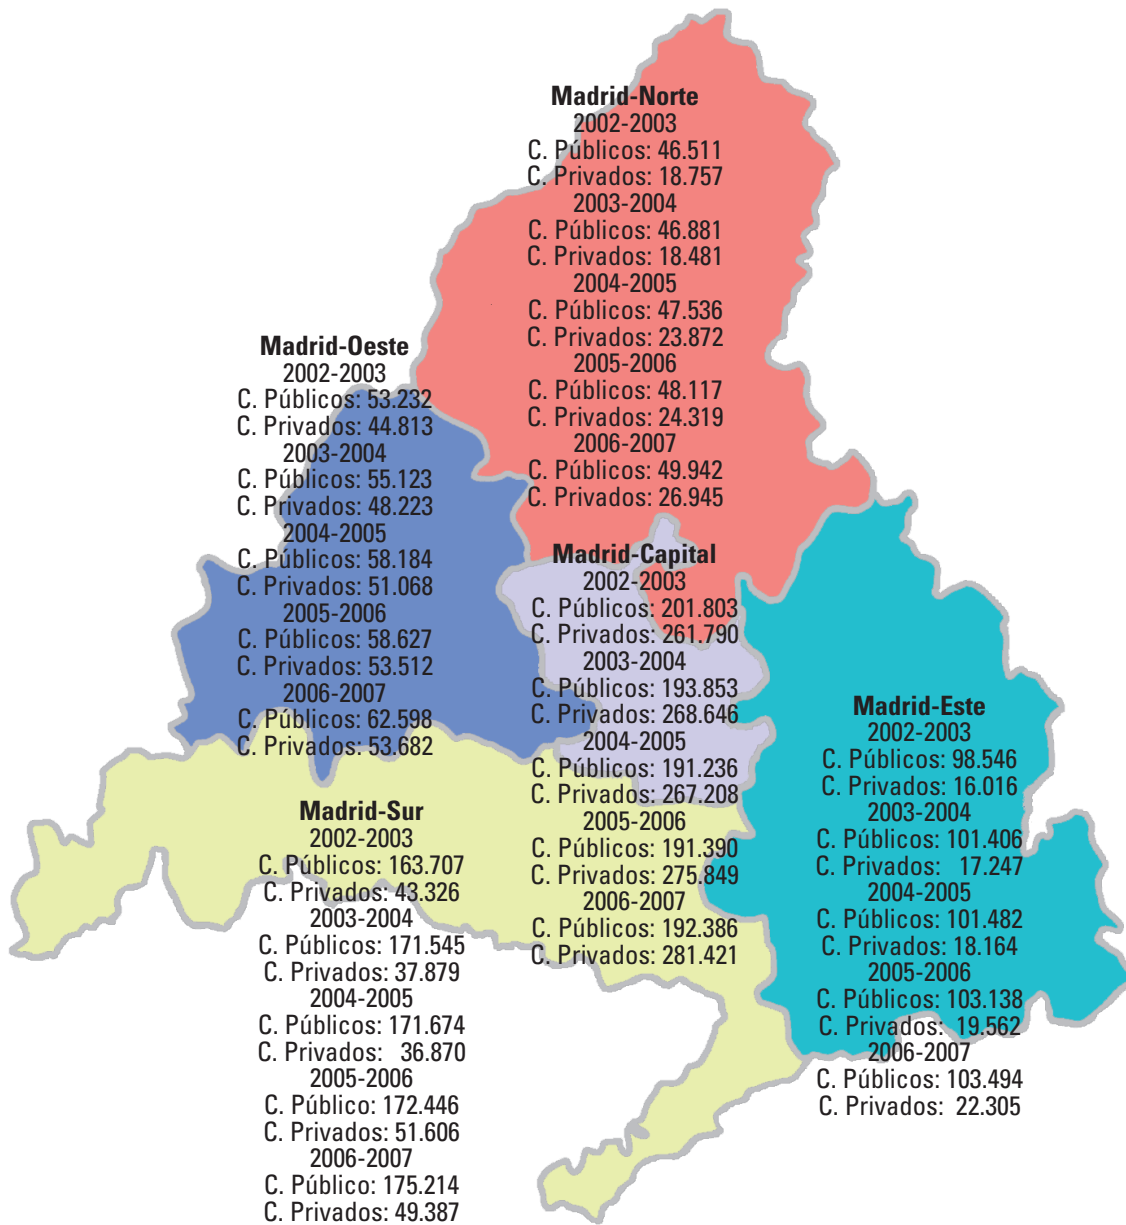 Madrid-Norte
2002-2003
C. Públicos: 46.511
C. Privados: 18.757
2003-2004
C. Públicos: 46.881
C. Privados: 18.481
2004-2005
C. Públicos: 47.536
C. Privados: 23.872
2005-2006
C. Públicos: 48.117
C. Privados: 24.319
2006-2007
C. Públicos: 49.942
C. Privados: 26.945
Madrid-Oeste
2002-2003
C. Públicos: 53.232
C. Privados: 44.813
2003-2004
C. Públicos: 55.123
C. Privados: 48.223
2004-2005
C. Públicos: 58.184
C. Privados: 51.068
2005-2006
C. Públicos: 58.627
C. Privados: 53.512
2006-2007
C. Públicos: 62.598
C. Privados: 53.682
Madrid-Capital
2002-2003
C. Públicos: 201.803
C. Privados: 261.790
2003-2004
C. Públicos: 193.853
C. Privados: 268.646
2004-2005
C. Públicos: 191.236
C. Privados: 267.208
2005-2006
C. Públicos: 191.390
C. Privados: 275.849
2006-2007
C. Públicos: 192.386
C. Privados: 281.421
Madrid-Este
2002-2003
C. Públicos: 98.546
C. Privados: 16.016
2003-2004
C. Públicos: 101.406
C. Privados: 17.247
2004-2005
C. Públicos: 101.482
C. Privados: 18.164
2005-2006
C. Públicos: 103.138
C. Privados: 19.562
2006-2007
C. Públicos: 103.494
C. Privados: 22.305
Madrid-Sur
2002-2003
C. Públicos: 163.707
C. Privados: 43.326
2003-2004
C. Públicos: 171.545
C. Privados: 37.879
2004-2005
C. Públicos: 171.674
C. Privados: 36.870
2005-2006
C. Público: 172.446
C. Privados: 51.606
2006-2007
C. Público: 175.214
C. Privados: 49.387